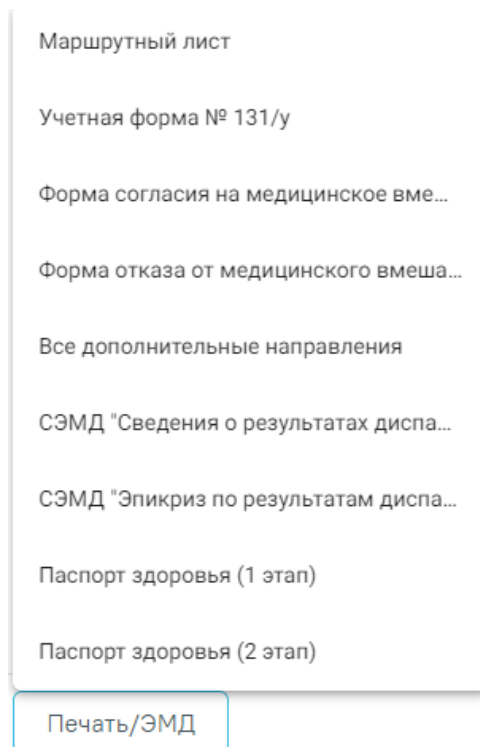 Маршрутный лист
Учетная форма № 131/у
Форма согласия на медицинское вме...
Форма отказа от медицинского вмеша...
Все дополнительные направления
СЭМД "Сведения о результатах диспа...
СЭМД "Эпикриз по результатам диспа...
Паспорт здоровья (1 этап)
Паспорт здоровья (2 этап)
Печать/ЭМД